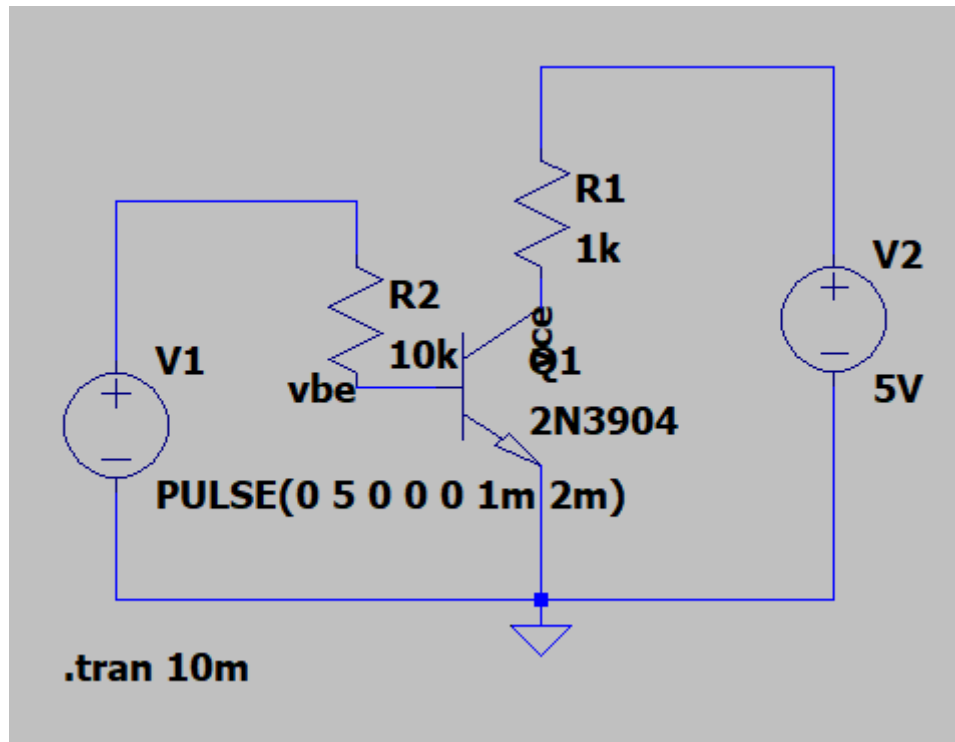 R1
1k
V2
5V
R2
10k
V1
vbe
vce
Q1
2N3904
PULSE(0 5 0 0 0 1m 2m)
.tran 10m